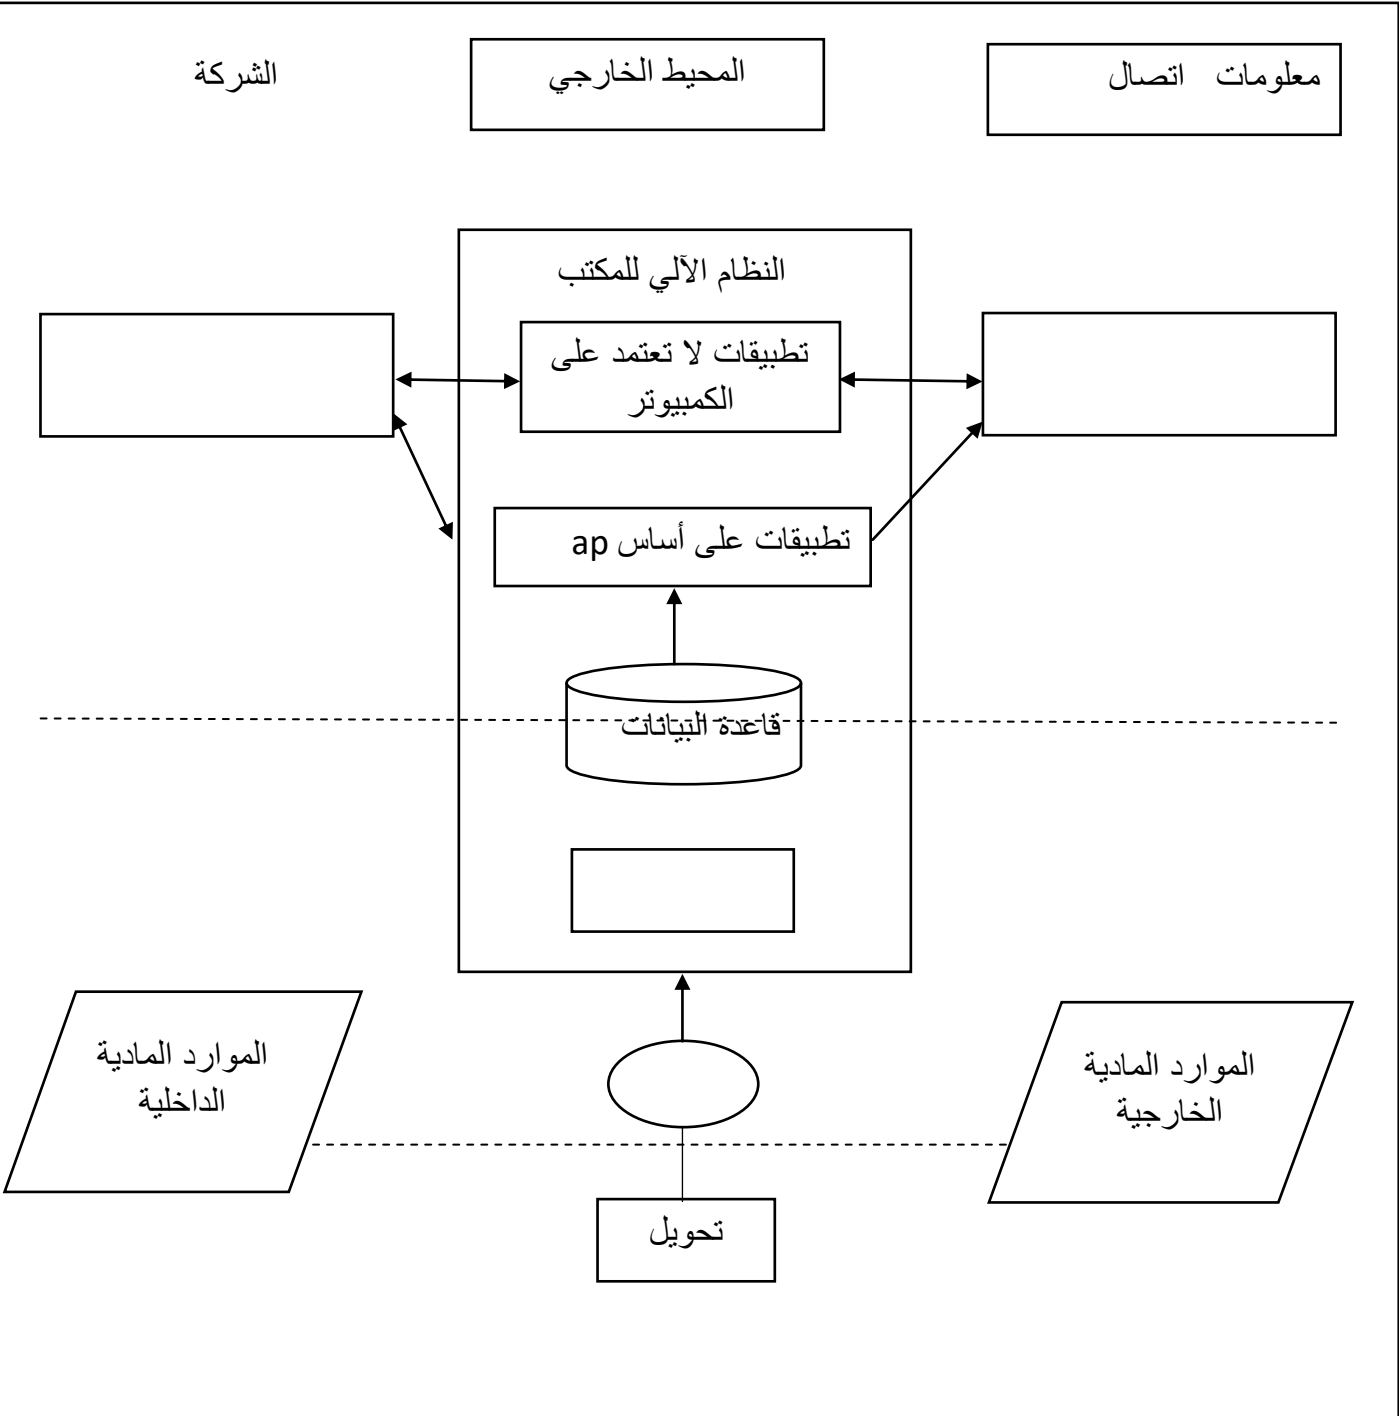 معلومات اتصال
المحيط الخارجي
الشركة
النظام الآلي للمكتب
تطبيقات لا تعتمد على
الكمبيوتر
تطبيقات على أساس ap
قاعدة البيانات
الموارد المادية
الخارجية
الموارد المادية
الداخلية
تحويل